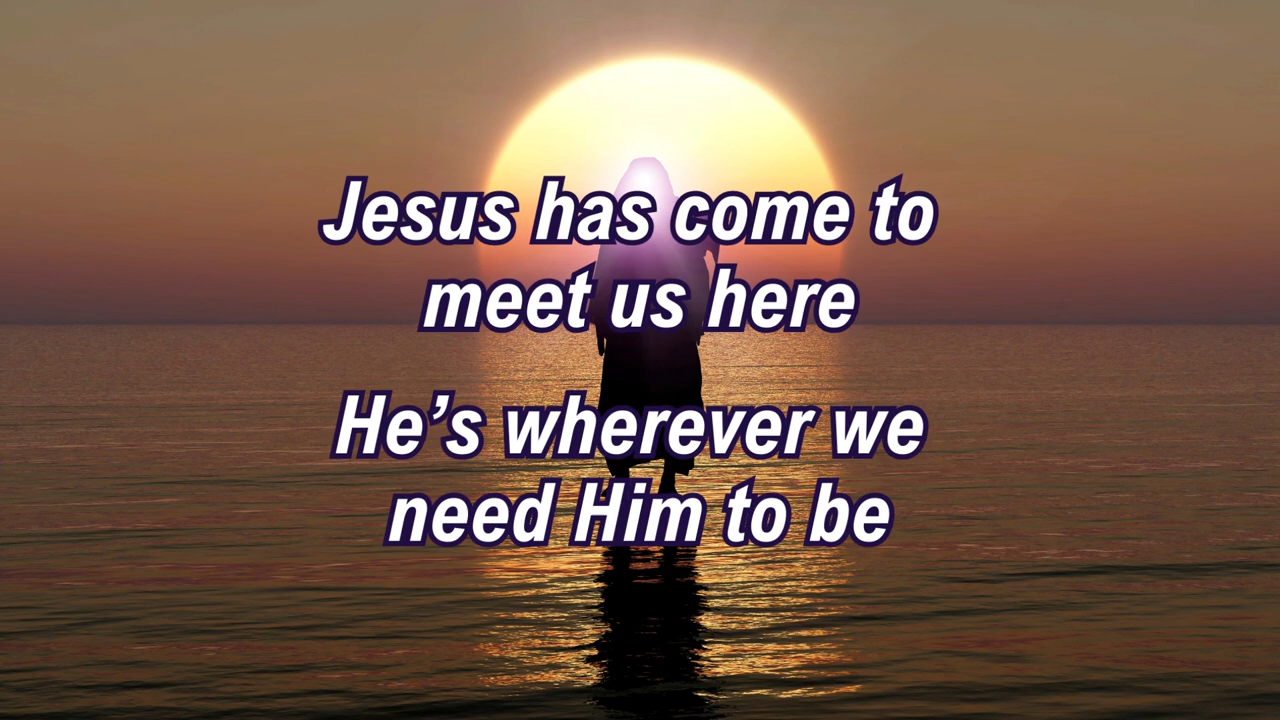 Jesus has come to
meet us here
He’s wherever we
need Him to be